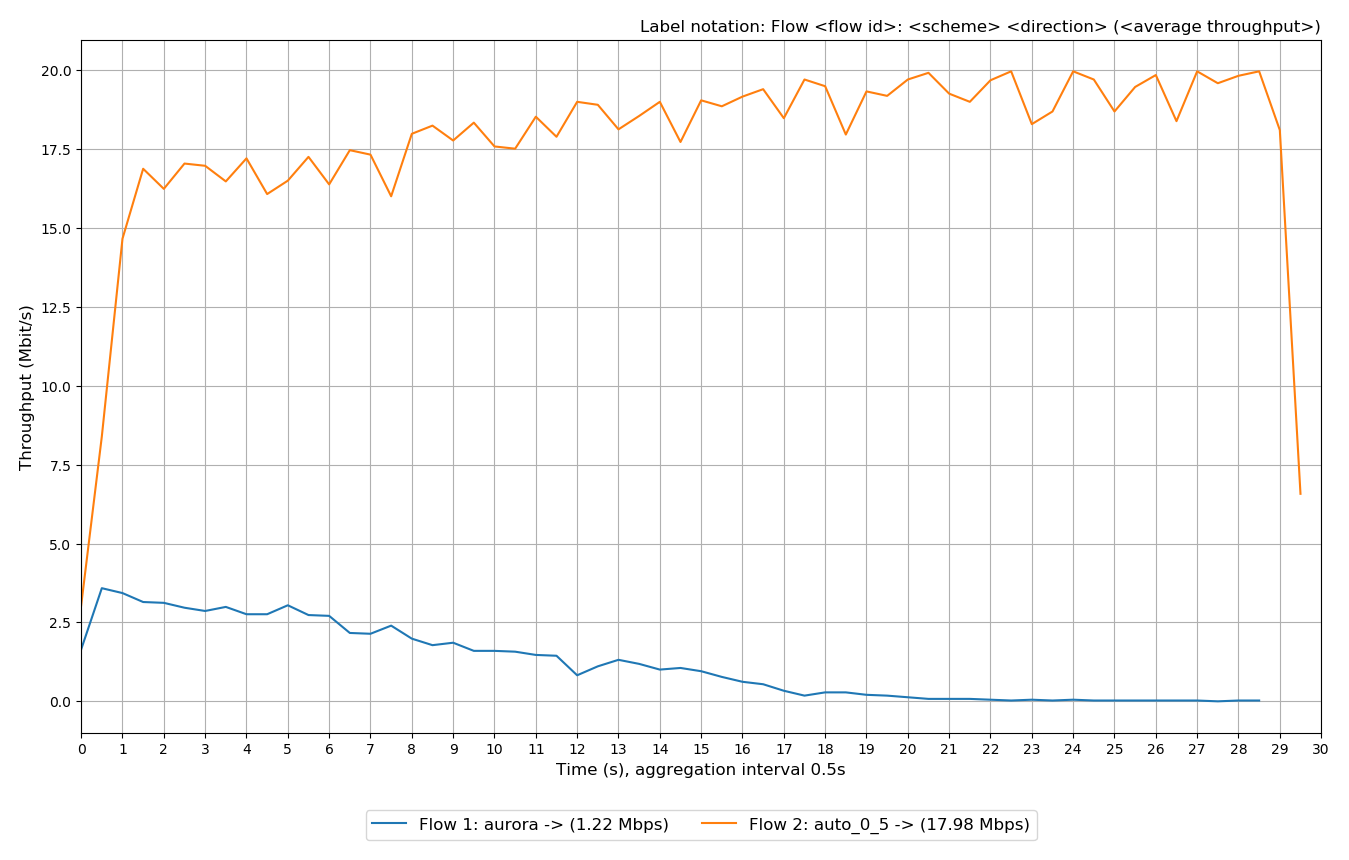 Label notation: Flow <flow id>: <scheme> <direction> (<average throughput>)
20.0
17.5
15.0
12.5
10.0
7.5
5.0
2.5
0.0
Throughput (Mbit/s)
0 1 2 3 4 5 6 7 8 9 10 11 12 13 14 15 16 17 18 19 20 21 22 23 24 25 26 27 28 29 30
Time (s), aggregation interval 0.5s
Flow 1: aurora -> (1.22 Mbps) Flow 2: auto_0_5 -> (17.98 Mbps)